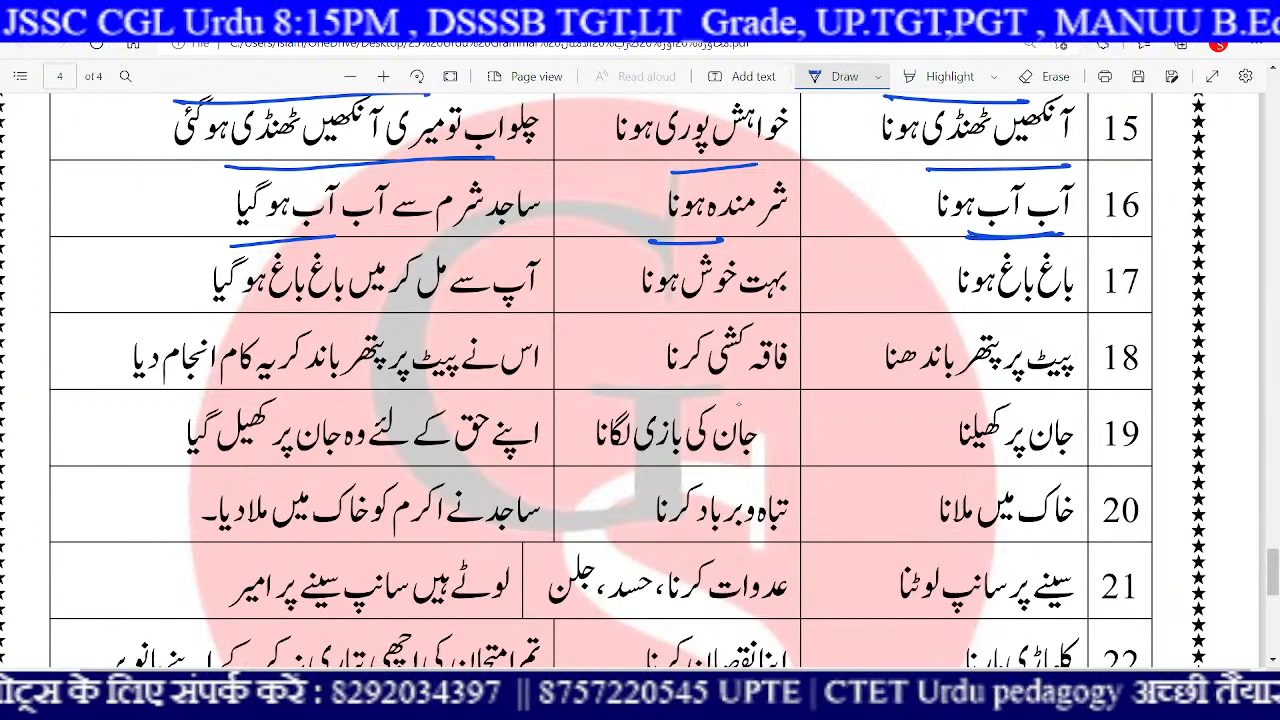 JSSC CGL Urdu 8:15PM , DSSSB TGT,LT_Grade, UP.TGT,PGT , MANUU B.Ed
4 of 4 Page view Read aloud Add text Draw Highlight Erase
15 آنکھیں ٹھنڈی ہونا خواہش پوری ہونا چلو اب تو میری آنکھیں ٹھنڈی ہو گئی
16 آب آب ہونا شرمندہ ہونا ساجد شرم سے آب آب ہو گیا
17 باغ باغ ہونا بہت خوش ہونا آپ سے مل کر میں باغ باغ ہو گیا
18 پیٹ پر پتھر باندھنا فاقہ کشی کرنا اس نے پیٹ پر پتھر باند کر یہ کام انجام دیا
19 جان پر کھیلنا جان کی بازی لگانا اپنے حق کے لئے وہ جان پر کھیل گیا
20 خاک میں ملانا تباہ و برباد کرنا ساجد نے اکرم کو خاک میں ملا دیا۔
21 سینے پر سانپ لوٹنا عدوات کرنا، حسد، جلن لوٹے ہیں سانپ سینے پر امیر
22
नोट्स के लिए संपर्क करें : 8292034397 || 8757220545 UPTE | CTET Urdu pedagogy अच्छी तैयार